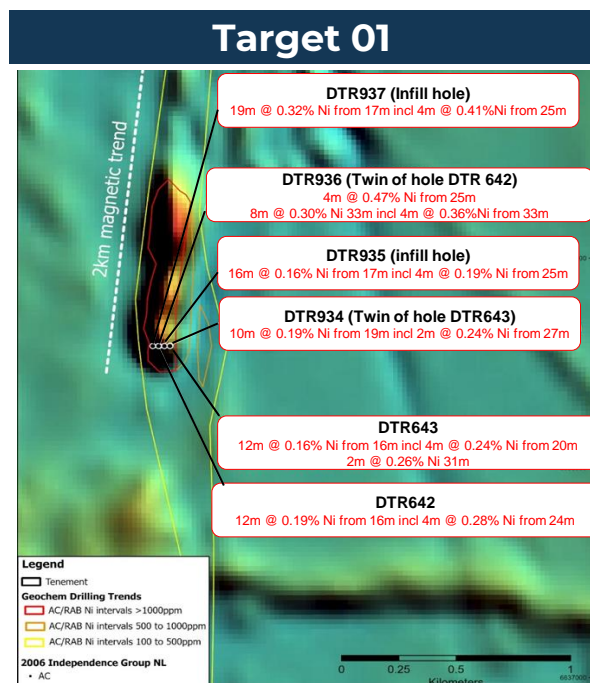 Target 01
2km magnetic trend
DTR937 (Infill hole)
19m @ 0.32% Ni from 17m incl 4m @ 0.41%Ni from 25m
DTR936 (Twin of hole DTR 642)
4m @ 0.47% Ni from 25m
8m @ 0.30% Ni 33m incl 4m @ 0.36%Ni from 33m
DTR935 (infill hole)
16m @ 0.16% Ni from 17m incl 4m @ 0.19% Ni from 25m
DTR934 (Twin of hole DTR643)
10m @ 0.19% Ni from 19m incl 2m @ 0.24% Ni from 27m
DTR643
12m @ 0.16% Ni from 16m incl 4m @ 0.24% Ni from 20m
2m @ 0.26% Ni 31m
DTR642
12m @ 0.19% Ni from 16m incl 4m @ 0.28% Ni from 24m
Legend
Tenement
Geochem Drilling Trends
AC/RAB Ni intervals >1000ppm
AC/RAB Ni intervals 500 to 1000ppm
AC/RAB Ni intervals 100 to 500ppm
2006 Independence Group NL
• AC
0 0.25 0.5 1
Kilometers
6637000